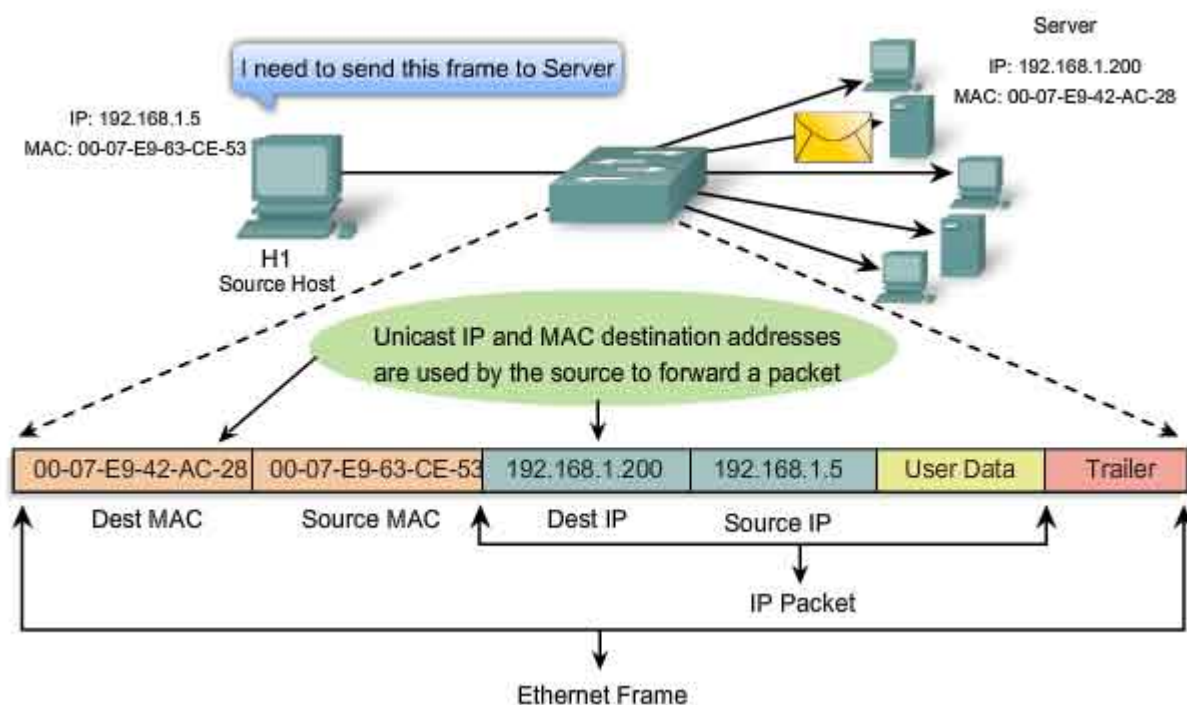 Server
I need to send this frame to Server
IP: 192.168.1.200
MAC: 00-07-E9-42-AC-28
IP: 192.168.1.5
MAC: 00-07-E9-63-CE-53
H1
Source Host
Unicast IP and MAC destination addresses
are used by the source to forward a packet
00-07-E9-42-AC-28 00-07-E9-63-CE-53 192.168.1.200 192.168.1.5 User Data Trailer
Dest MAC Source MAC Dest IP Source IP
IP Packet
Ethernet Frame